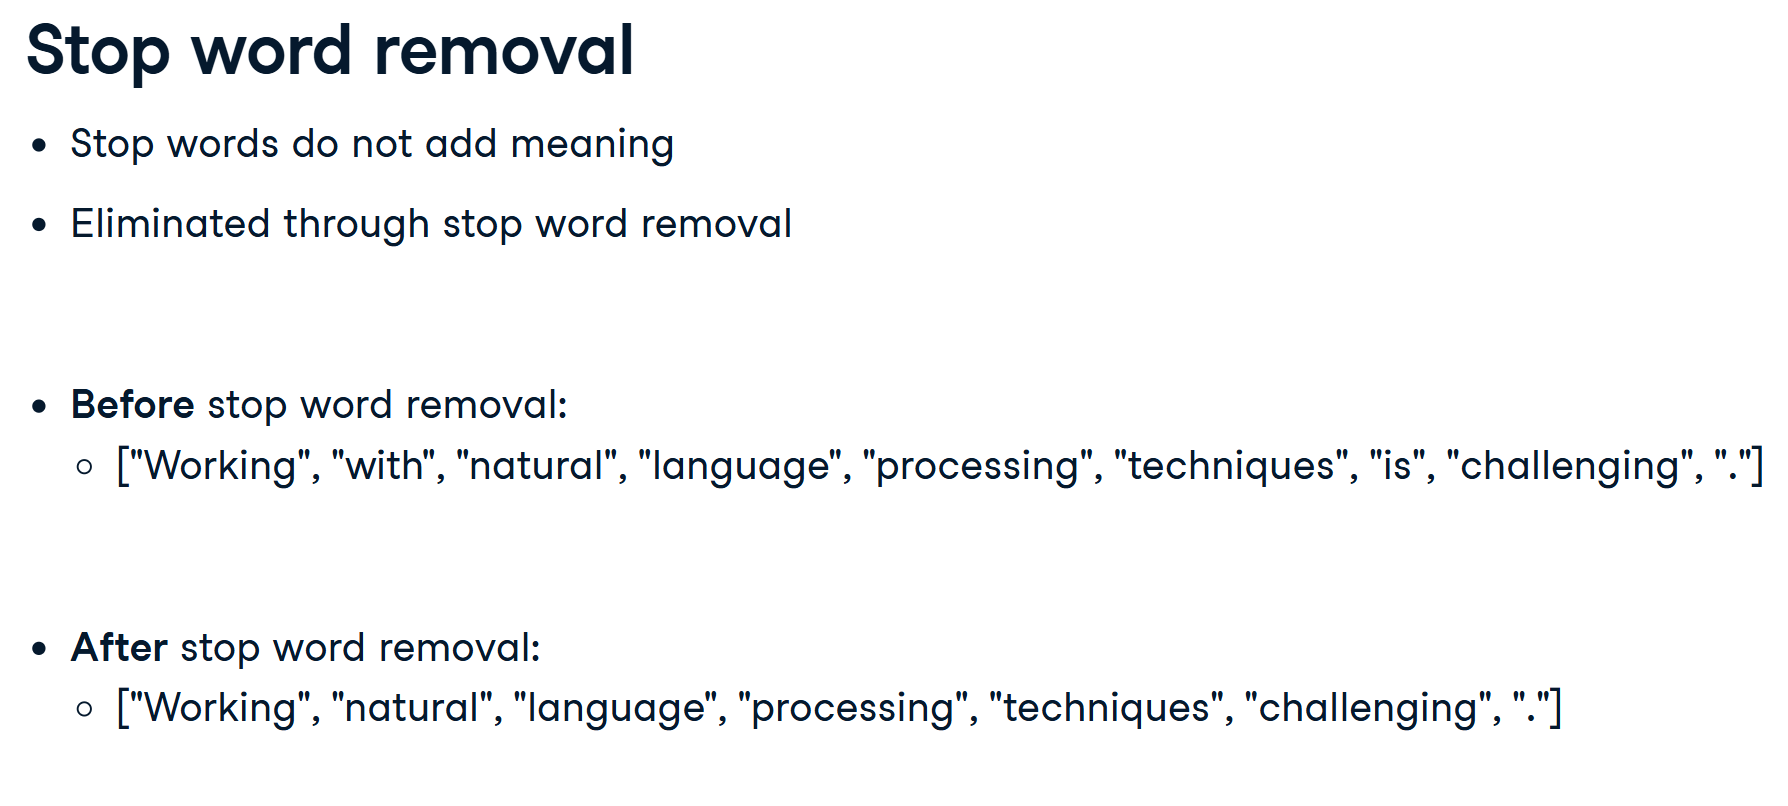 Stop word removal
• Stop words do not add meaning
• Eliminated through stop word removal
• Before stop word removal:
◦ ["Working", "with", "natural", "language", "processing", "techniques", "is", "challenging", "."]
• After stop word removal:
◦ ["Working", "natural", "language", "processing", "techniques", "challenging", "."]